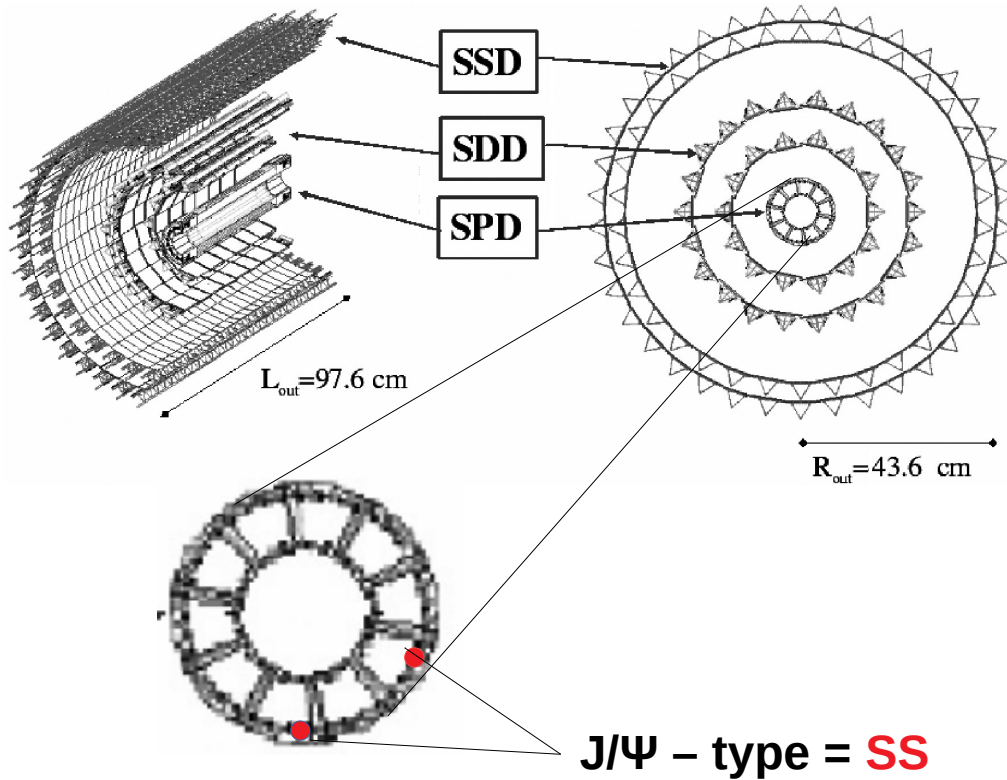 SSD
SDD
SPD
Lout=97.6 cm
Rout=43.6 cm
J/Ψ – type = SS